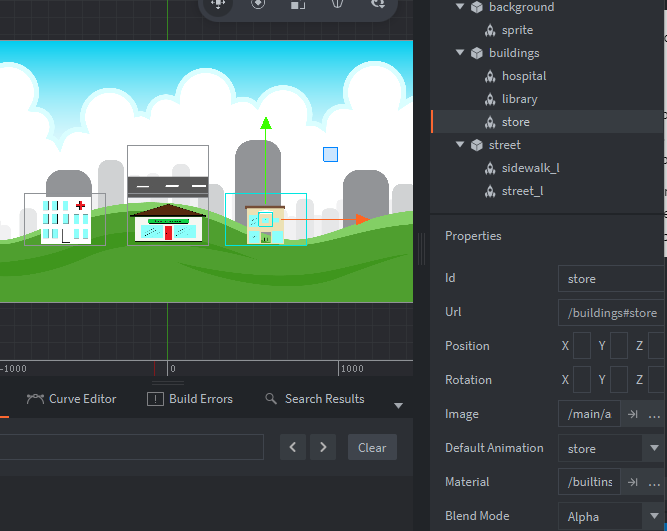 background
sprite
buildings
hospital
library
store
street
sidewalk_l
street_l
Properties
Id store
Url /buildings#store
Position X Y Z
Rotation X Y Z
Image /main/a ...
Default Animation store
Material /builtins ...
Blend Mode Alpha
-1000 0 1000
Curve Editor Build Errors Search Results
Clear